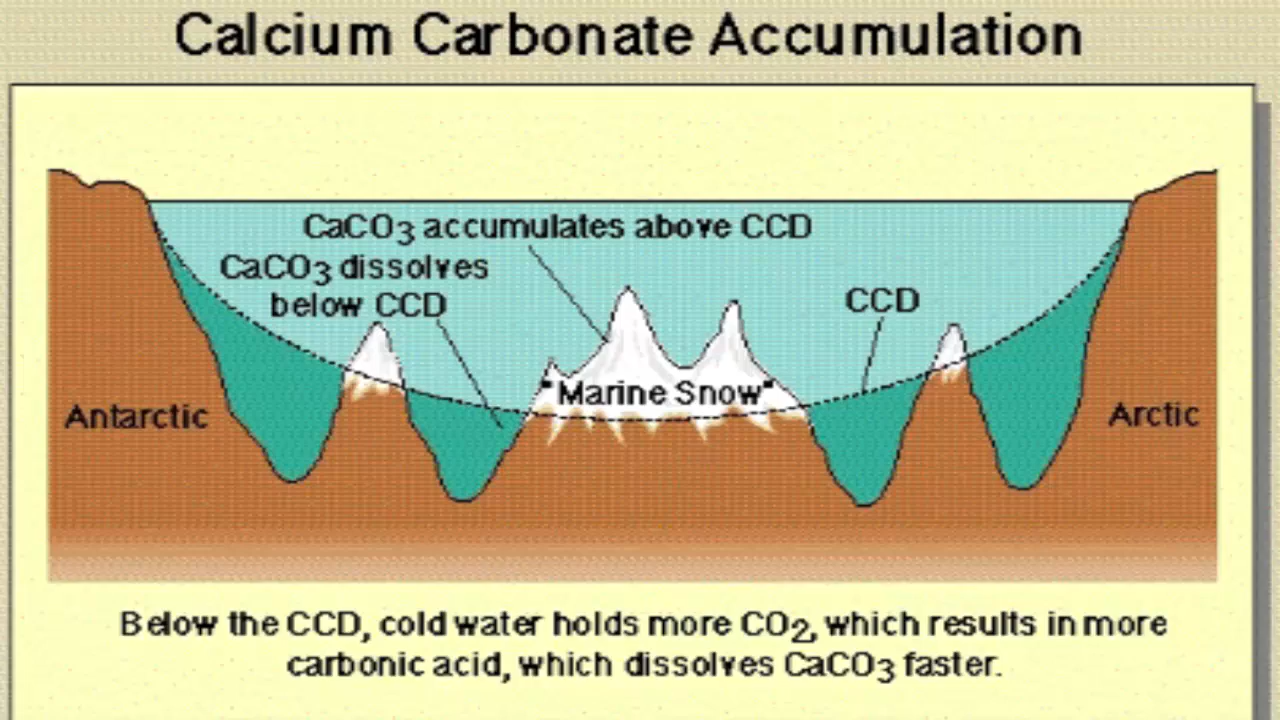 Calcium Carbonate Accumulation
CaCO3 accumulates above CCD
CaCO3 dissolves
below CCD
CCD
"Marine Snow"
Antarctic
Arctic
Below the CCD, cold water holds more CO2, which results in more
carbonic acid, which dissolves CaCO3 faster.